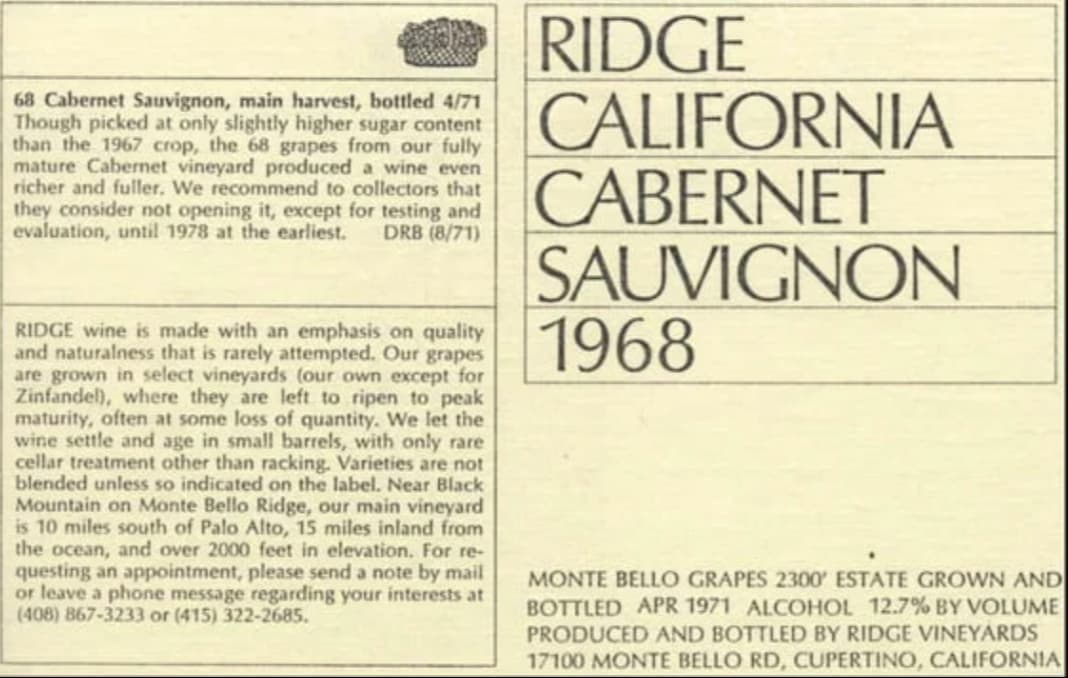 68 Cabernet Sauvignon, main harvest, bottled 4/71
Though picked at only slightly higher sugar content
than the 1967 crop, the 68 grapes from our fully
mature Cabernet vineyard produced a wine even
richer and fuller. We recommend to collectors that
they consider not opening it, except for testing and
evaluation, until 1978 at the earliest. DRB (8/71)
RIDGE wine is made with an emphasis on quality
and naturalness that is rarely attempted. Our grapes
are grown in select vineyards (our own except for
Zinfandel), where they are left to ripen to peak
maturity, often at some loss of quantity. We let the
wine settle and age in small barrels, with only rare
cellar treatment other than racking. Varieties are not
blended unless so indicated on the label. Near Black
Mountain on Monte Bello Ridge, our main vineyard
is 10 miles south of Palo Alto, 15 miles inland from
the ocean, and over 2000 feet in elevation. For re-
questing an appointment, please send a note by mail
or leave a phone message regarding your interests at
(408) 867-3233 or (415) 322-2685.
RIDGE
CALIFORNIA
CABERNET
SAUVIGNON
1968
MONTE BELLO GRAPES 2300' ESTATE GROWN AND
BOTTLED APR 1971 ALCOHOL 12.7% BY VOLUME
PRODUCED AND BOTTLED BY RIDGE VINEYARDS
17100 MONTE BELLO RD, CUPERTINO, CALIFORNIA